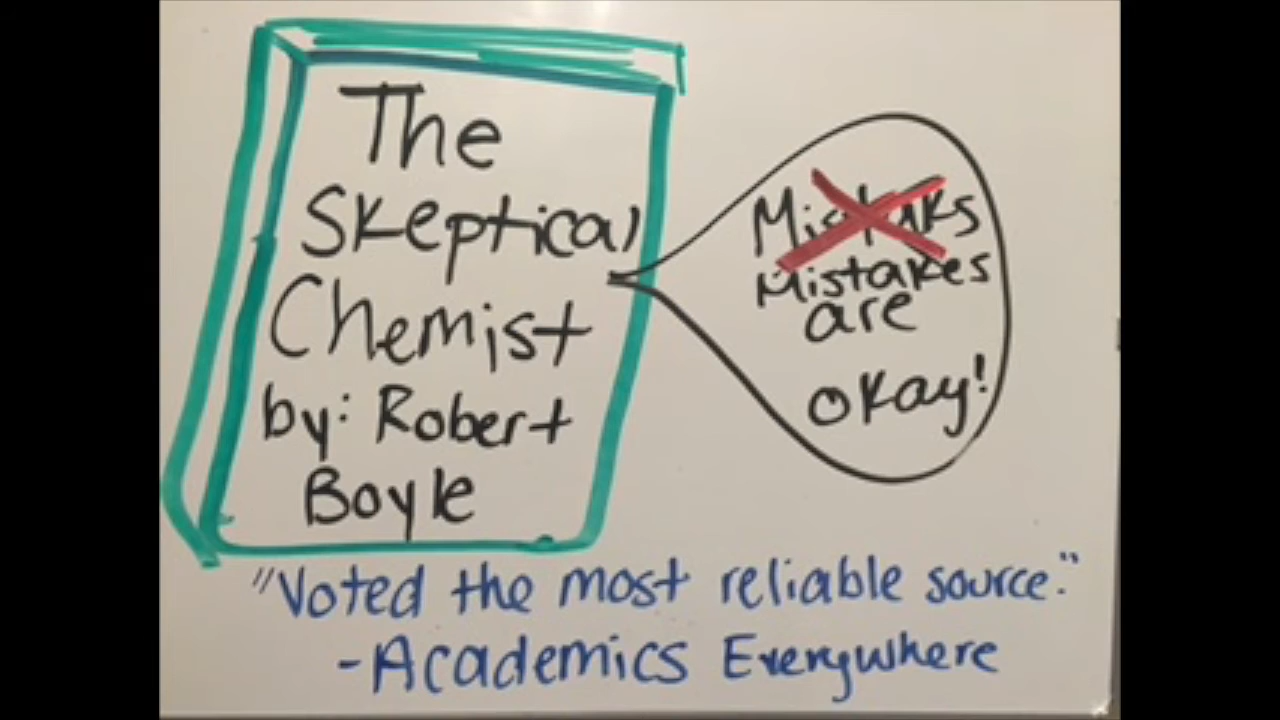 The
Skeptical
Chemist
by: Robert
Boyle
Mistaks
Mistakes
are
okay!
"Voted the most reliable source."
-Academics Everywhere